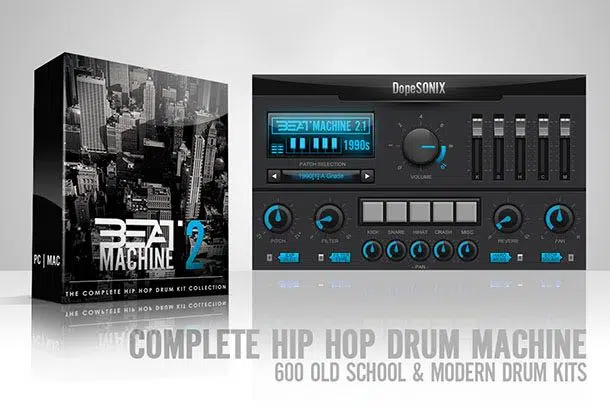 BEAT
MACHINE 2
PC | MAC
THE COMPLETE HIP HOP DRUM KIT COLLECTION
DopeSONIX
BEAT MACHINE 2.1
1990s
PATCH SELECTION
1990[1] A Grade
VOLUME
K S H C M
PITCH
FILTER
KICK SNARE HIHAT CRASH MISC
- PAN -
REVERB
PAN
COMPLETE HIP HOP DRUM MACHINE
600 OLD SCHOOL & MODERN DRUM KITS